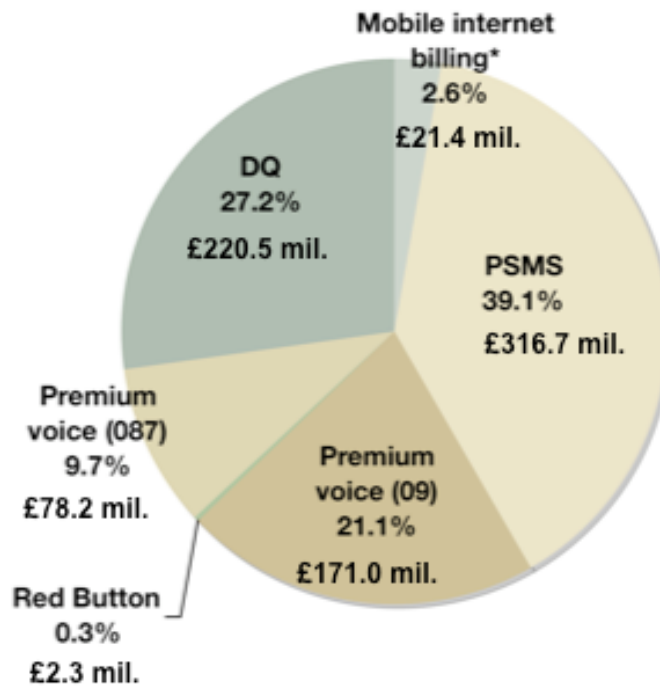 Mobile internet
billing*
2.6%
£21.4 mil.
DQ
27.2%
£220.5 mil.
PSMS
39.1%
£316.7 mil.
Premium
voice (087)
9.7%
£78.2 mil.
Premium
voice (09)
21.1%
£171.0 mil.
Red Button
0.3%
£2.3 mil.